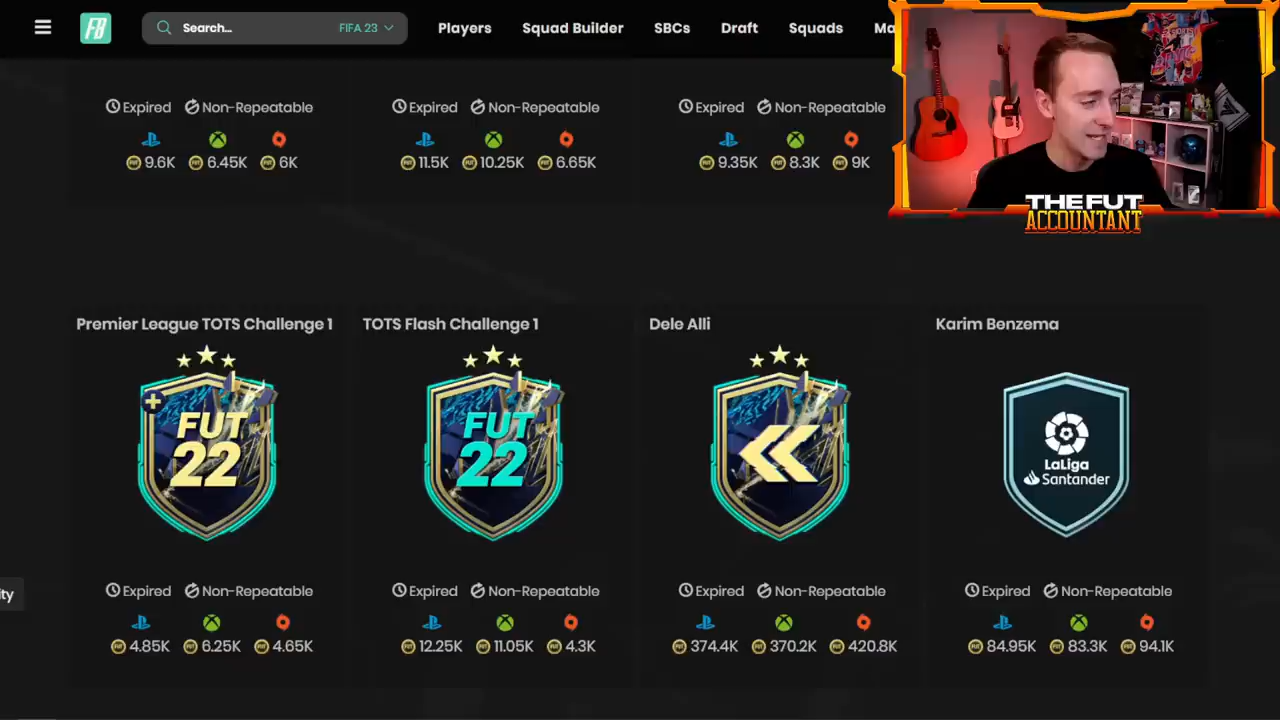 FB Search... FIFA 23 Players Squad Builder SBCs Draft Squads Ma
Expired Non-Repeatable Expired Non-Repeatable Expired Non-Repeatable
9.6K 6.45K 6K 11.5K 10.25K 6.65K 9.35K 8.3K 9K
THE FUT
ACCOUNTANT
Premier League TOTS Challenge 1 TOTS Flash Challenge 1 Dele Alli Karim Benzema
FUT
22
FUT
22
LaLiga
Santander
Expired Non-Repeatable Expired Non-Repeatable Expired Non-Repeatable Expired Non-Repeatable
ity
4.85K 6.25K 4.65K 12.25K 11.05K 4.3K 374.4K 370.2K 420.8K 84.95K 83.3K 94.1K